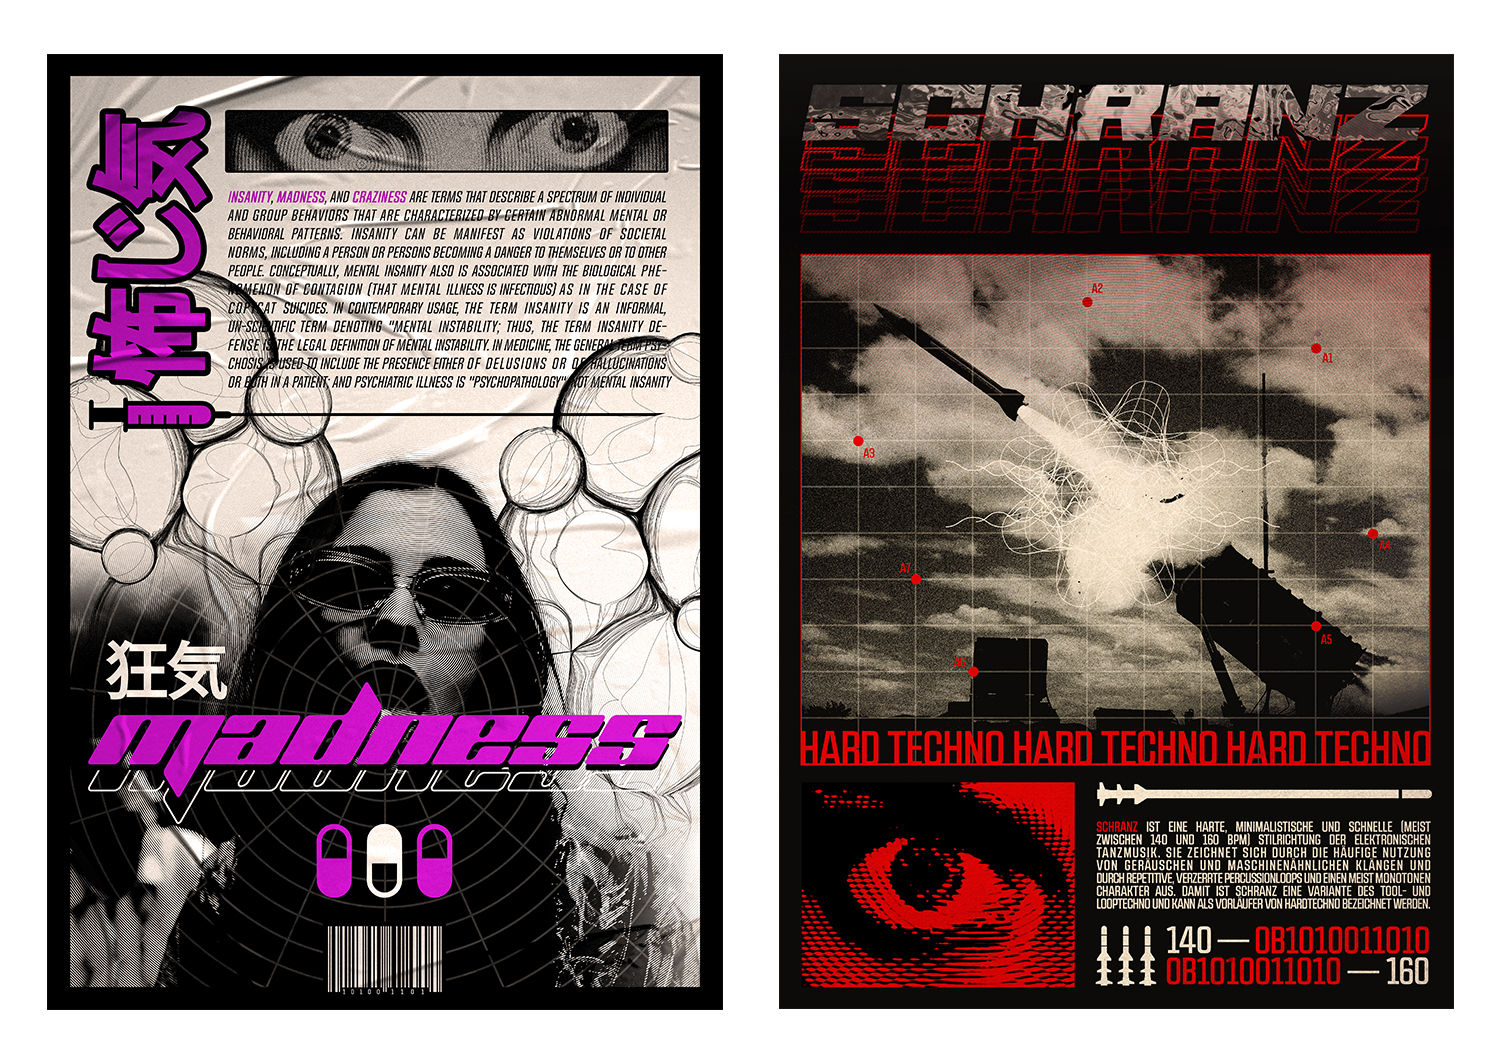 怖じ気
INSANITY, MADNESS, AND CRAZINESS ARE TERMS THAT DESCRIBE A SPECTRUM OF INDIVIDUAL
AND GROUP BEHAVIORS THAT ARE CHARACTERIZED BY CERTAIN ABNORMAL MENTAL OR
BEHAVIORAL PATTERNS. INSANITY CAN BE MANIFEST AS VIOLATIONS OF SOCIETAL
NORMS, INCLUDING A PERSON OR PERSONS BECOMING A DANGER TO THEMSELVES OR TO OTHER
PEOPLE. CONCEPTUALLY, MENTAL INSANITY ALSO IS ASSOCIATED WITH THE BIOLOGICAL PHE-
NOMENON OF CONTAGION (THAT MENTAL ILLNESS IS INFECTIOUS) AS IN THE CASE OF
COPYCAT SUICIDES. IN CONTEMPORARY USAGE, THE TERM INSANITY IS AN INFORMAL,
UN-SCIENTIFIC TERM DENOTING "MENTAL INSTABILITY; THUS, THE TERM INSANITY DE-
FENSE IS THE LEGAL DEFINITION OF MENTAL INSTABILITY. IN MEDICINE, THE GENERAL TERM PSY-
CHOSIS IS USED TO INCLUDE THE PRESENCE EITHER OF DELUSIONS OR OF HALLUCINATIONS
OR BOTH IN A PATIENT; AND PSYCHIATRIC ILLNESS IS "PSYCHOPATHOLOGY", NOT MENTAL INSANITY
狂気
madness
madness
10100 1101
SCHRANZ
SCHRANZ
SCHRANZ
SCHRANZ
A2
A1
A3
A4
A7
A5
A6
HARD TECHNO HARD TECHNO HARD TECHNO
SCHRANZ IST EINE HARTE, MINIMALISTISCHE UND SCHNELLE (MEIST
ZWISCHEN 140 UND 160 BPM) STILRICHTUNG DER ELEKTRONISCHEN
TANZMUSIK. SIE ZEICHNET SICH DURCH DIE HÄUFIGE NUTZUNG
VON GERÄUSCHEN UND MASCHINENÄHNLICHEN KLÄNGEN UND
DURCH REPETITIVE, VERZERRTE PERCUSSIONLOOPS UND EINEN MEIST MONOTONEN
CHARAKTER AUS. DAMIT IST SCHRANZ EINE VARIANTE DES TOOL- UND
LOOPTECHNO UND KANN ALS VORLÄUFER VON HARDTECHNO BEZEICHNET WERDEN.
140 — 0B1010011010
0B1010011010 — 160